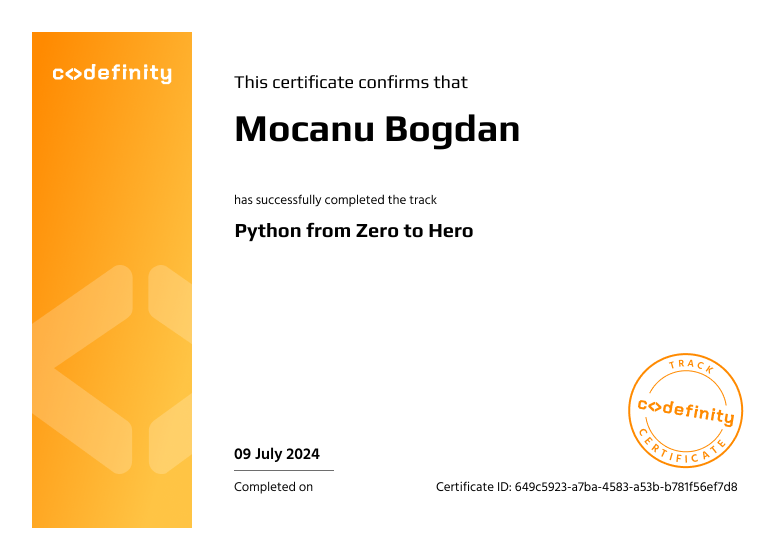 c<>definity
This certificate confirms that
Mocanu Bogdan
has successfully completed the track
Python from Zero to Hero
TRACK
c<>definity
CERTIFICATE
09 July 2024
Completed on
Certificate ID: 649c5923-a7ba-4583-a53b-b781f56ef7d8